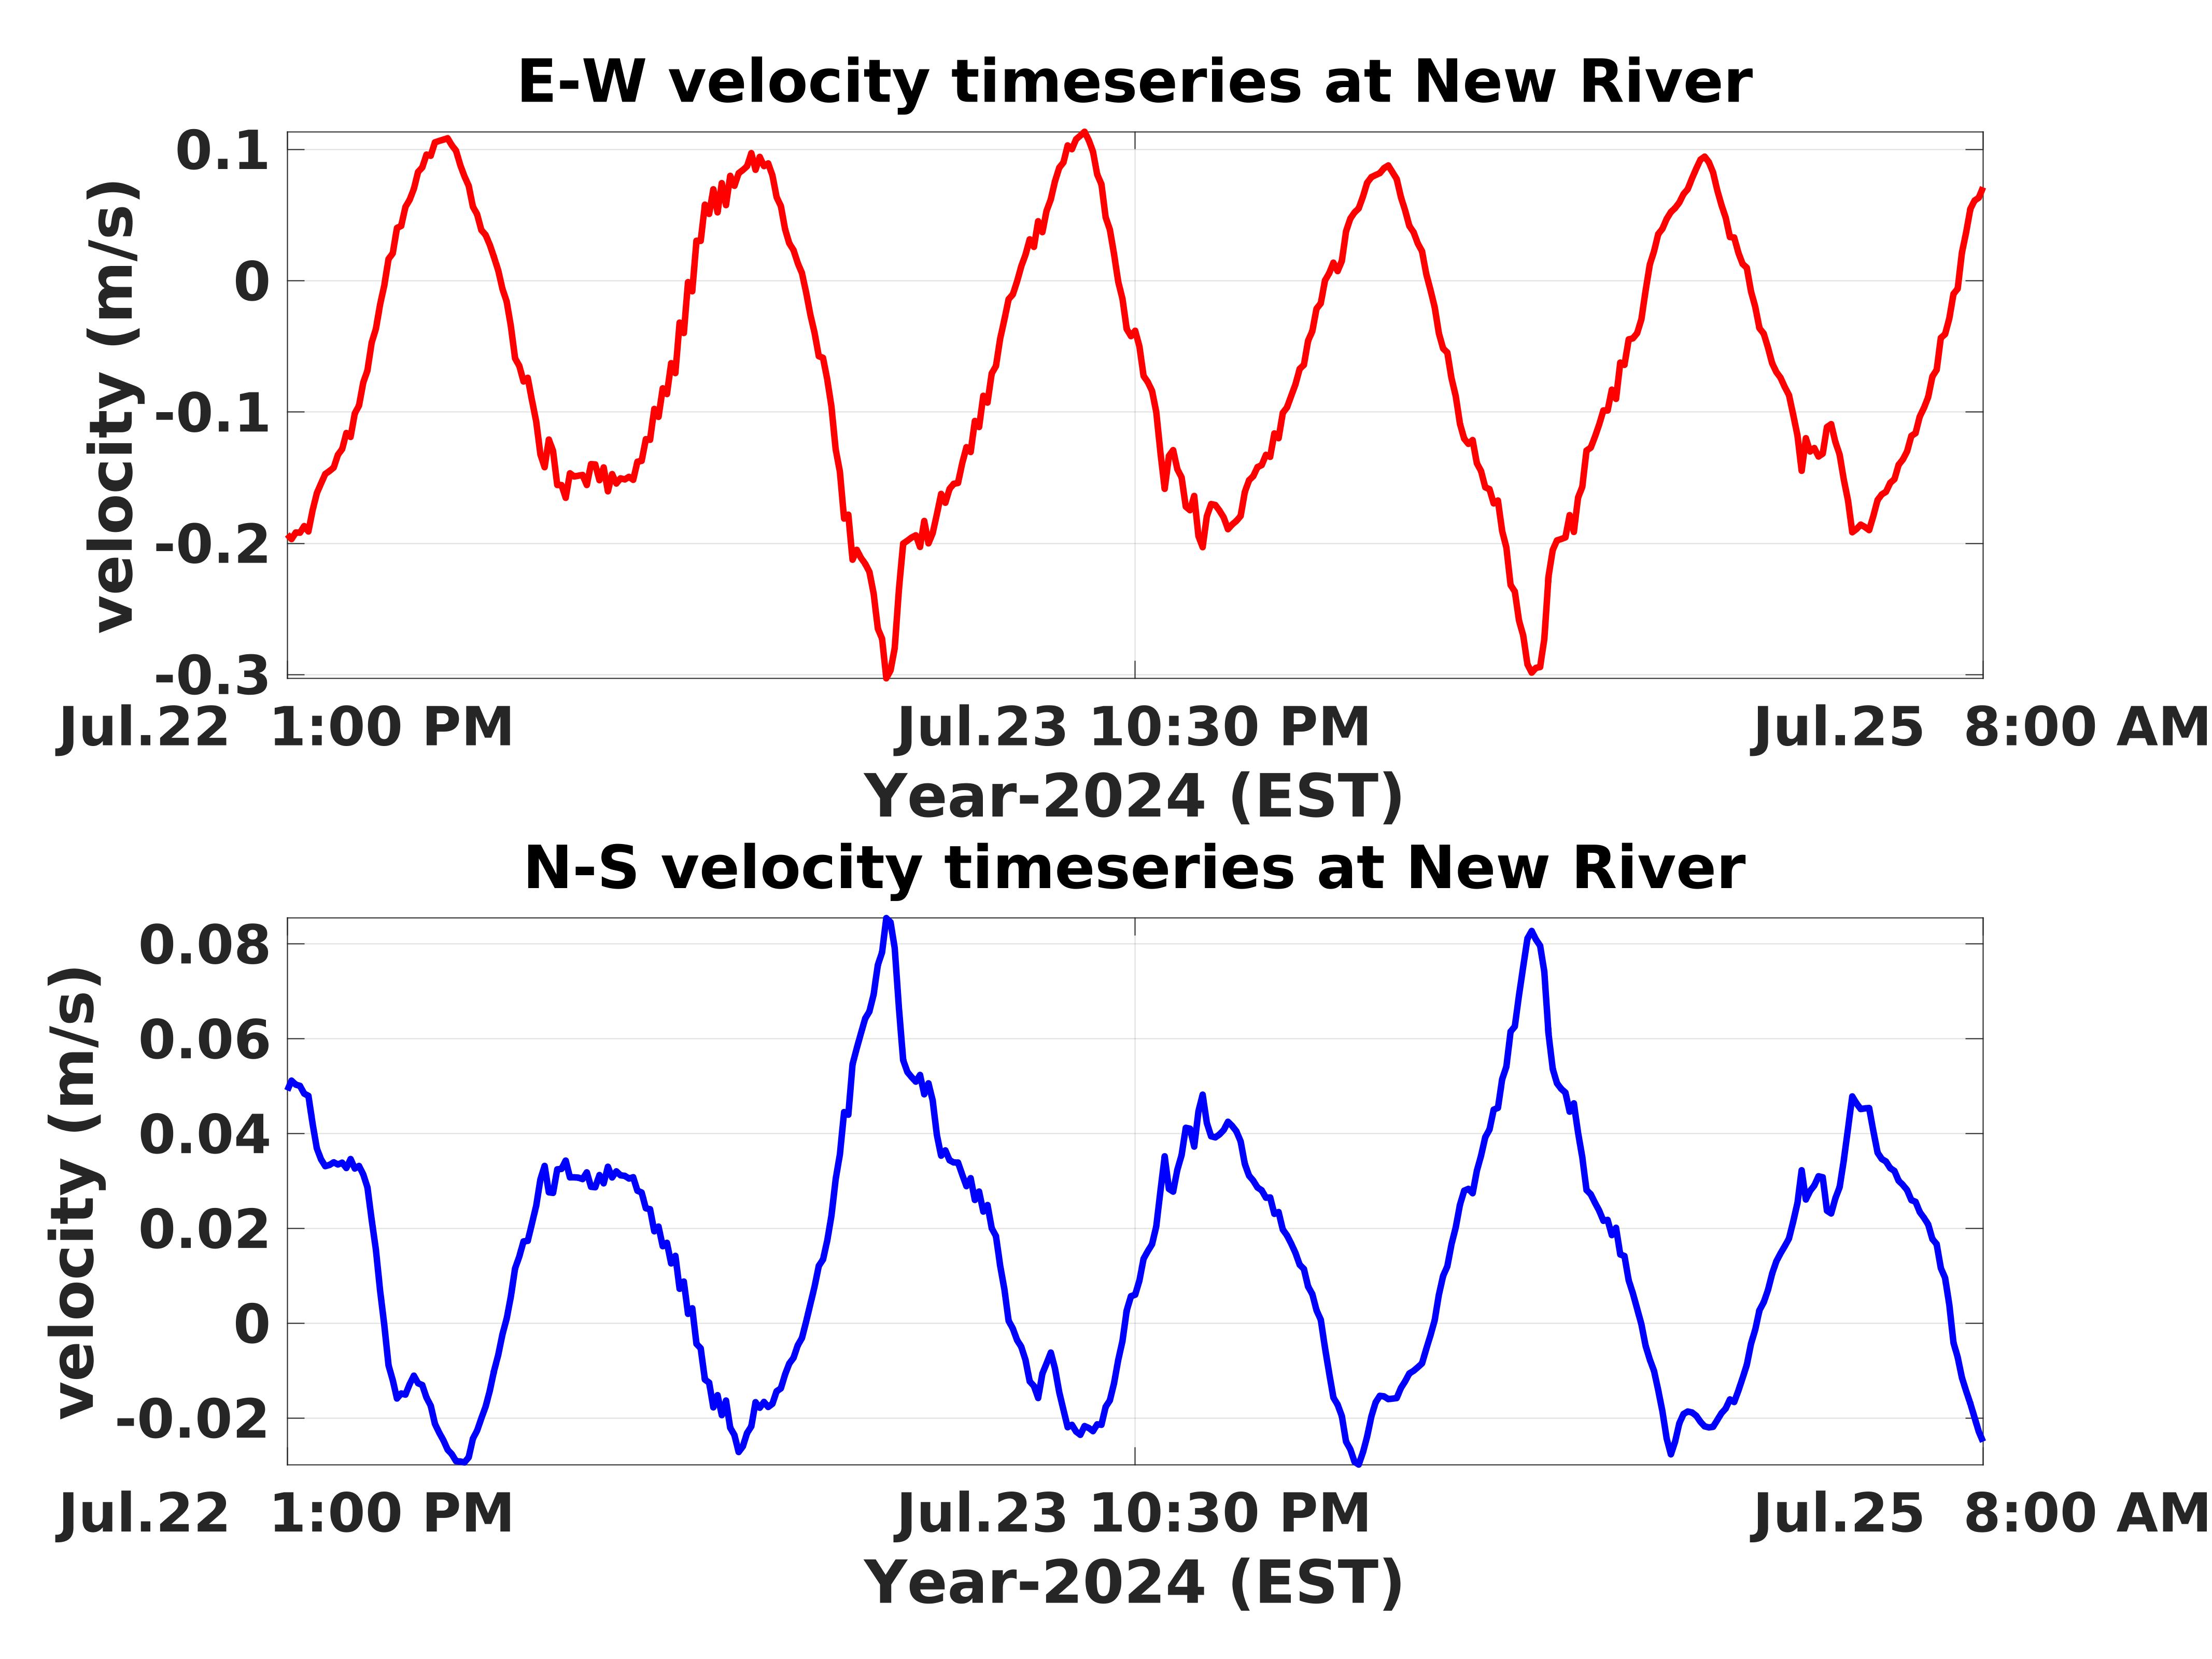 E-W velocity timeseries at New River
velocity (m/s)
0.1
0
-0.1
-0.2
-0.3
Jul.22  1:00 PM
Jul.23 10:30 PM
Jul.25  8:00 AM
Year-2024 (EST)
N-S velocity timeseries at New River
velocity (m/s)
0.08
0.06
0.04
0.02
0
-0.02
Jul.22  1:00 PM
Jul.23 10:30 PM
Jul.25  8:00 AM
Year-2024 (EST)